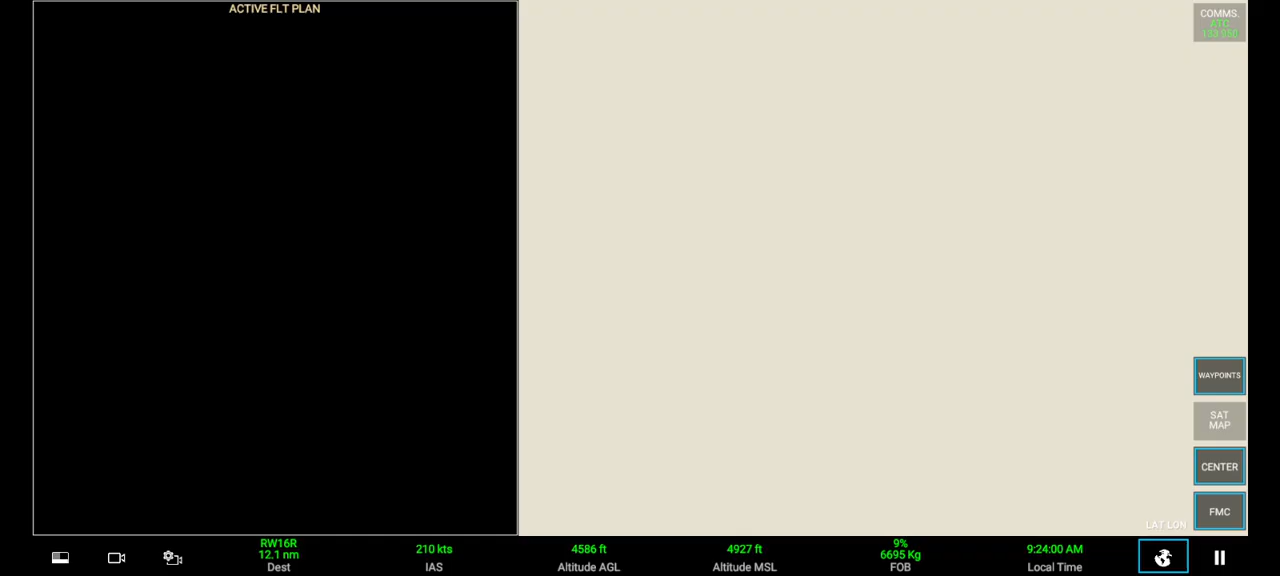 ACTIVE FLT PLAN
COMMS.
ATC
133 950
WAYPOINTS
SAT
MAP
CENTER
FMC
LAT LON
RW16R
12.1 nm
Dest
210 kts
IAS
4586 ft
Altitude AGL
4927 ft
Altitude MSL
9%
6695 Kg
FOB
9:24:00 AM
Local Time